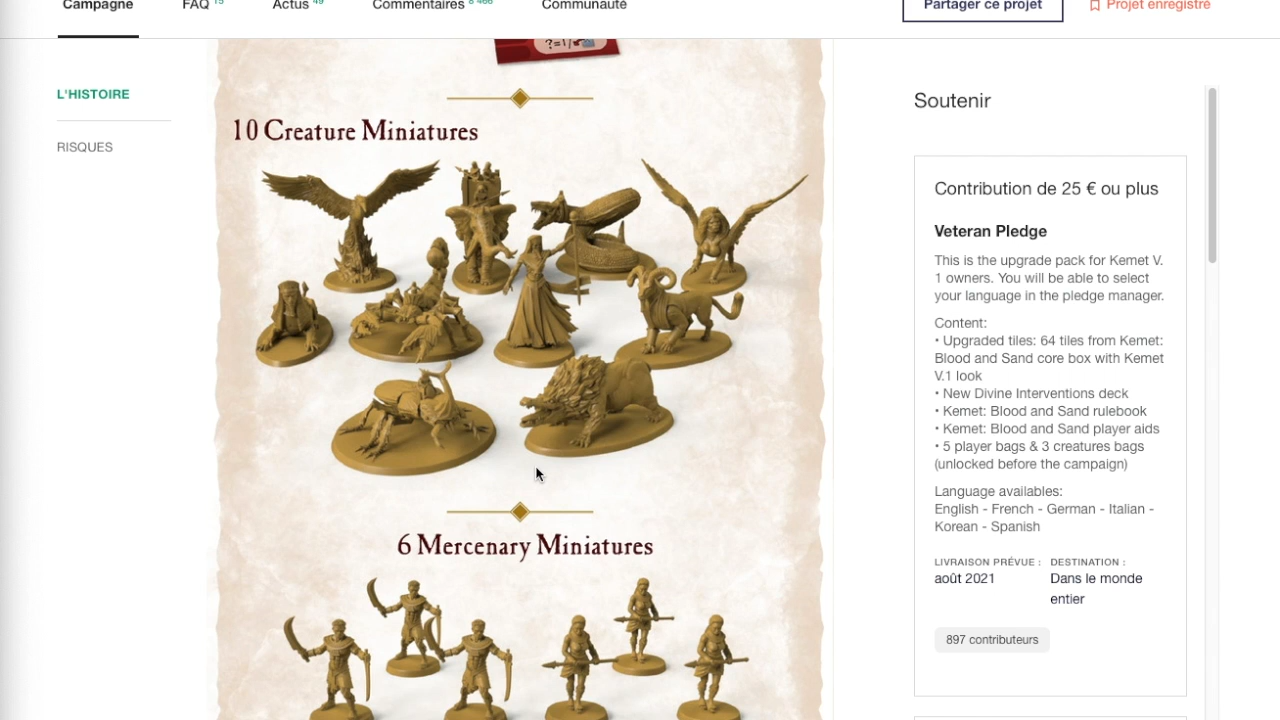 Campagne
FAQ 15
Actus 49
Commentaires 8 466
Communauté
Partager ce projet
Projet enregistré
?=1/
L'HISTOIRE
RISQUES
10 Creature Miniatures
6 Mercenary Miniatures
Soutenir
Contribution de 25 € ou plus
Veteran Pledge
This is the upgrade pack for Kemet V.
1 owners. You will be able to select
your language in the pledge manager.
Content:
• Upgraded tiles: 64 tiles from Kemet:
Blood and Sand core box with Kemet
V.1 look
• New Divine Interventions deck
• Kemet: Blood and Sand rulebook
• Kemet: Blood and Sand player aids
• 5 player bags & 3 creatures bags
(unlocked before the campaign)
Language availables:
English - French - German - Italian -
Korean - Spanish
LIVRAISON PRÉVUE :
août 2021
DESTINATION :
Dans le monde
entier
897 contributeurs